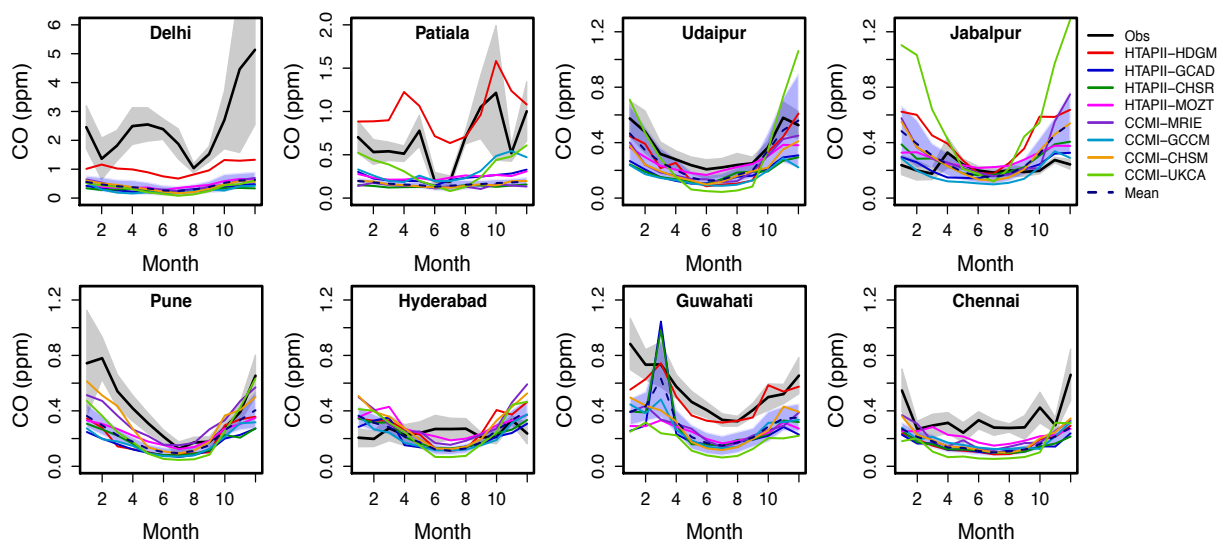 Delhi
Patiala
Udaipur
Jabalpur
CO (ppm)
0 1 2 3 4 5 6
2 4 6 8 10
Month
CO (ppm)
0.0 0.5 1.0 1.5 2.0
2 4 6 8 10
Month
CO (ppm)
0.0 0.4 0.8 1.2
2 4 6 8 10
Month
CO (ppm)
0.0 0.4 0.8 1.2
2 4 6 8 10
Month
Obs
HTAPII−HDGM
HTAPII−GCAD
HTAPII−CHSR
HTAPII−MOZT
CCMI−MRIE
CCMI−GCCM
CCMI−CHSM
CCMI−UKCA
Mean
Pune
Hyderabad
Guwahati
Chennai
CO (ppm)
0.0 0.4 0.8 1.2
2 4 6 8 10
Month
CO (ppm)
0.0 0.4 0.8 1.2
2 4 6 8 10
Month
CO (ppm)
0.0 0.4 0.8 1.2
2 4 6 8 10
Month
CO (ppm)
0.0 0.4 0.8 1.2
2 4 6 8 10
Month